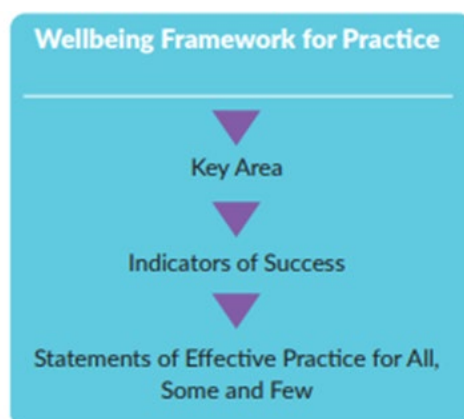 Wellbeing Framework for Practice
Key Area
Indicators of Success
Statements of Effective Practice for All,
Some and Few